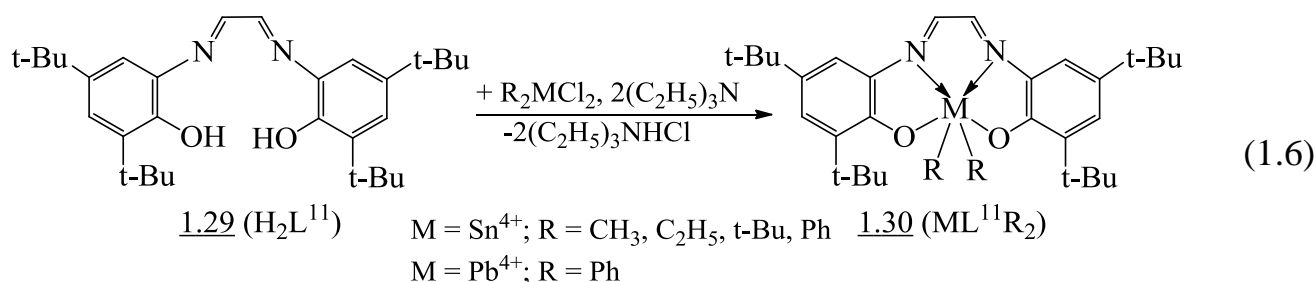 t-Bu N N t-Bu t-Bu N N t-Bu
+ R₂MCl₂, 2(C₂H₅)₃N
-2(C₂H₅)₃NHCl
OH HO O M O
R R
t-Bu t-Bu t-Bu t-Bu
(1.6)
1.29 (H₂L¹¹)
M = Sn⁴⁺; R = CH₃, C₂H₅, t-Bu, Ph
1.30 (ML¹¹R₂)
M = Pb⁴⁺; R = Ph